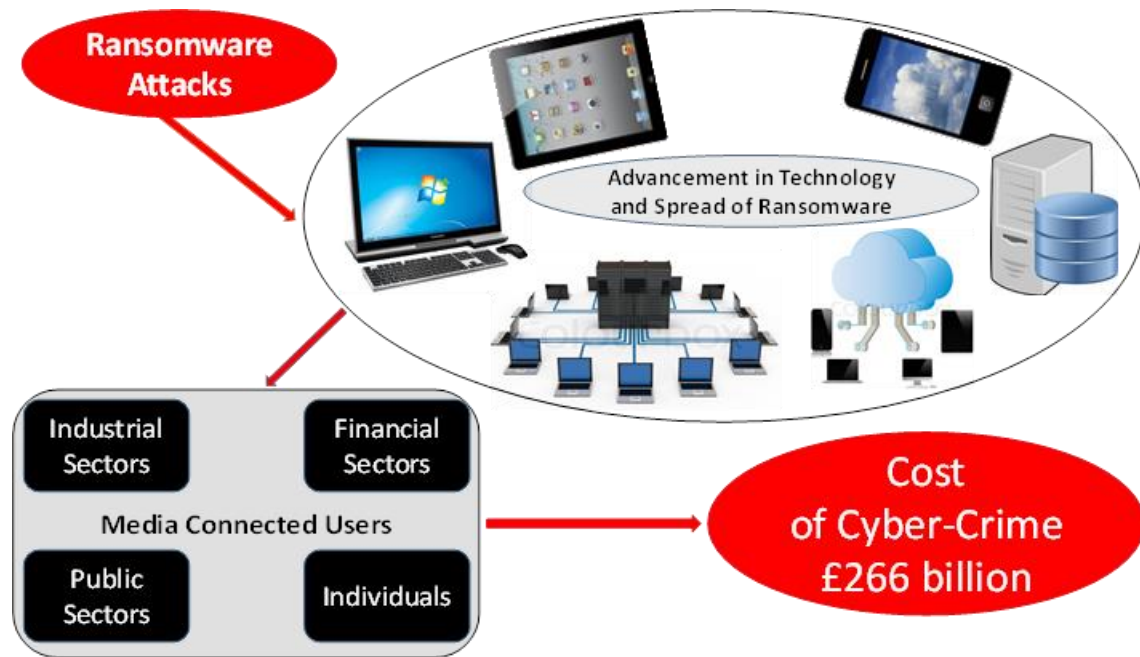 Ransomware
Attacks
Advancement in Technology
and Spread of Ransomware
Industrial
Sectors
Financial
Sectors
Media Connected Users
Public
Sectors
Individuals
Cost
of Cyber-Crime
£266 billion